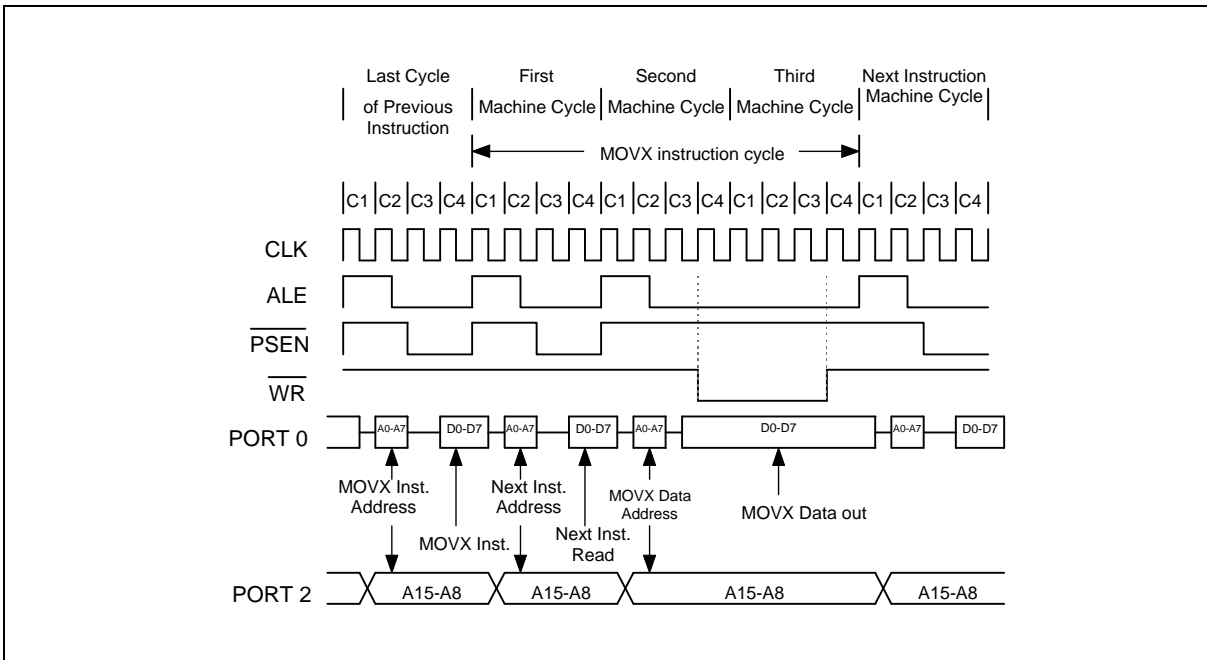 Last Cycle First Second Third Next Instruction
of Previous Machine Cycle Machine Cycle Machine Cycle Machine Cycle
Instruction
MOVX instruction cycle
C1 C2 C3 C4 C1 C2 C3 C4 C1 C2 C3 C4 C1 C2 C3 C4 C1 C2 C3 C4
CLK
ALE
PSEN
WR
PORT 0 A0-A7 D0-D7 A0-A7 D0-D7 A0-A7 D0-D7 A0-A7 D0-D7
MOVX Inst. Next Inst. MOVX Data
Address Address Address
MOVX Data out
MOVX Inst. Next Inst.
Read
PORT 2 A15-A8 A15-A8 A15-A8 A15-A8